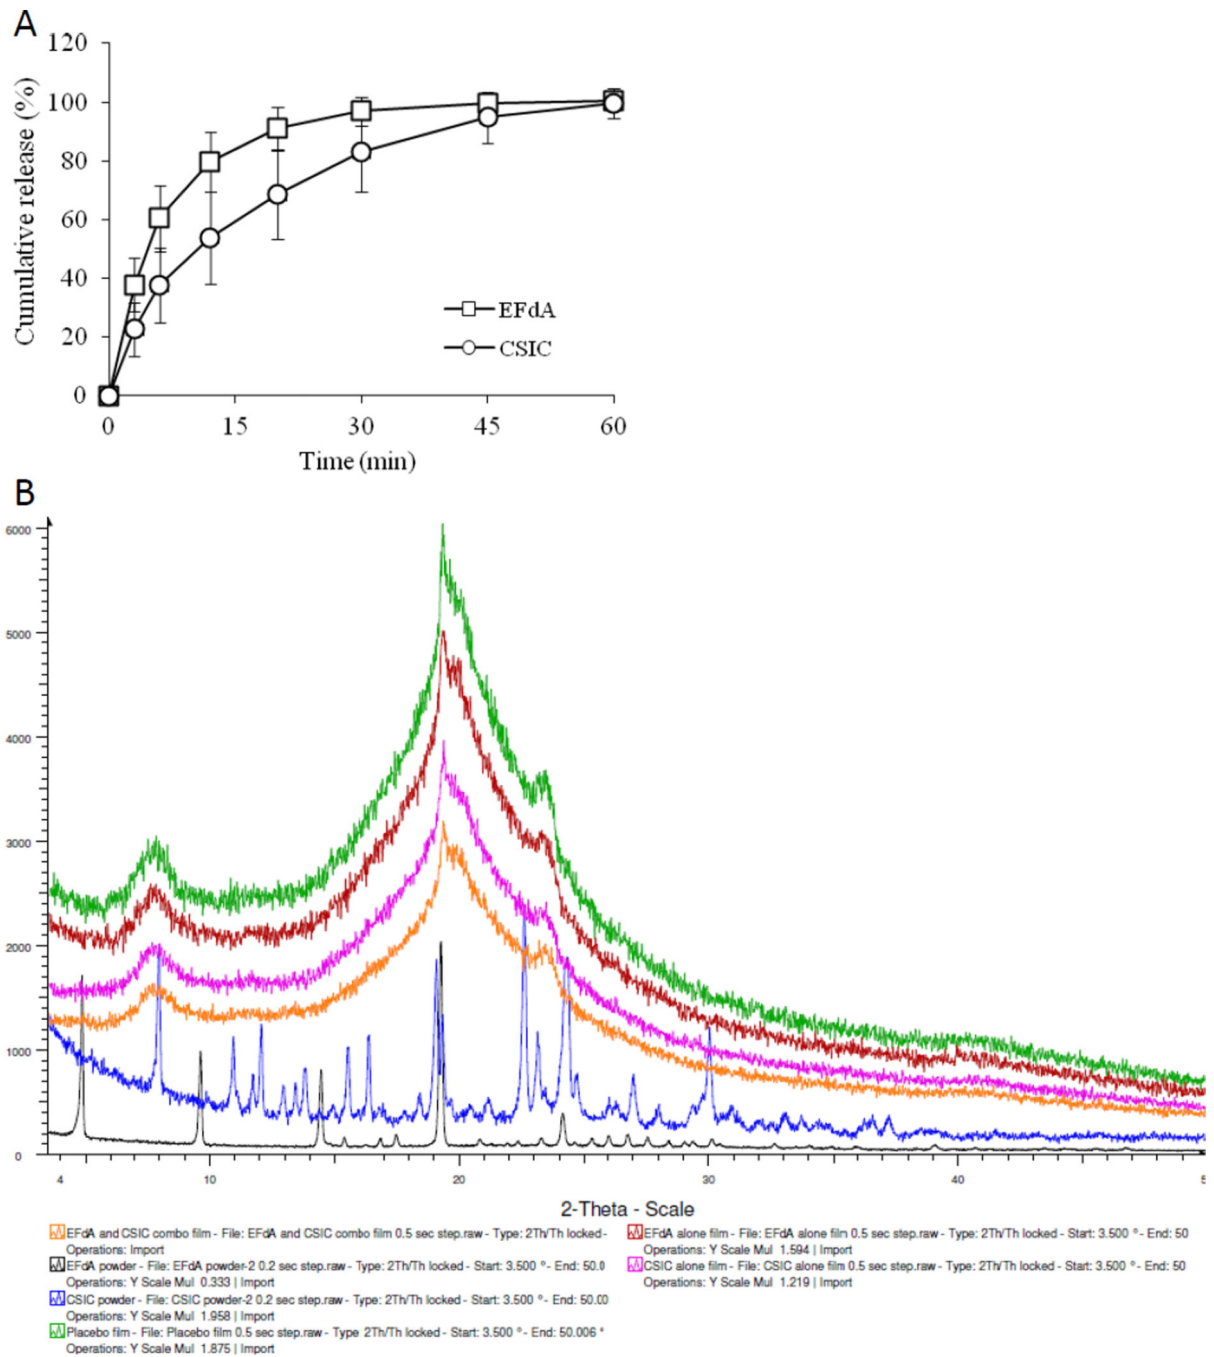 A
120
100
80
60
40
20
0
Cumulative release (%)
EFdA
CSIC
0 15 30 45 60
Time (min)
B
6000
5000
4000
3000
2000
1000
0
4 10 20 30 40 5
2-Theta - Scale
EFdA and CSIC combo film - File: EFdA and CSIC combo film 0.5 sec step.raw - Type: 2Th/Th locked-
Operations: Import
EFdA powder - File: EFdA powder-2 0.2 sec step.raw - Type: 2Th/Th locked - Start: 3.500 ° - End: 50.0
Operations: Y Scale Mul 0.333 | Import
CSIC powder - File: CSIC powder-2 0.2 sec step.raw - Type: 2Th/Th locked - Start: 3.500 ° - End: 50.00
Operations: Y Scale Mul 1.958 | Import
Placebo film - File: Placebo film 0.5 sec step.raw - Type 2Th/Th locked - Start: 3.500 ° - End: 50.006 °
Operations: Y Scale Mul 1.875 | Import
EFdA alone film - File: EFdA alone film 0.5 sec step.raw - Type: 2Th/Th locked - Start: 3.500 ° - End: 50
Operations: Y Scale Mul 1.594 | Import
CSIC alone film - File: CSIC alone film 0.5 sec step.raw - Type: 2Th/Th locked - Start: 3.500 ° - End: 50
Operations: Y Scale Mul 1.219 | Import